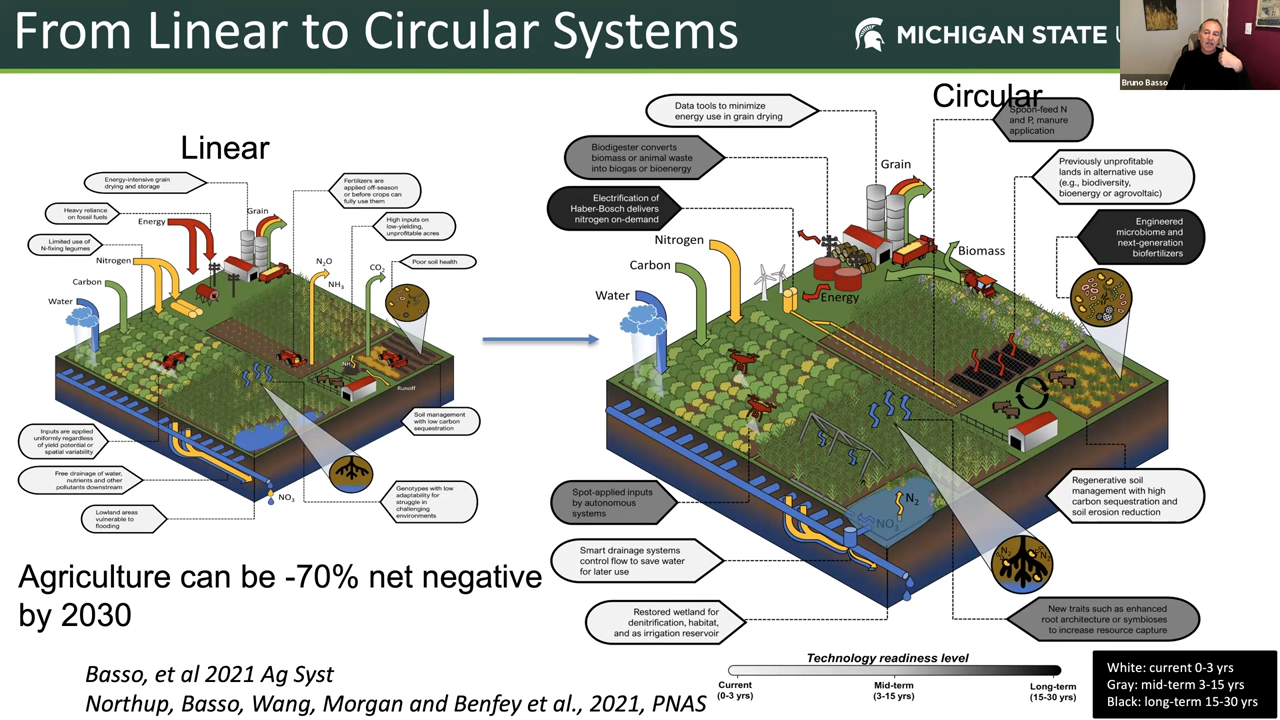 From Linear to Circular Systems
MICHIGAN STATE U
Bruno Basso
Linear
Energy-intensive grain
drying and storage
Heavy reliance
on fossil fuels
Limited use of
N-fixing legumes
Fertilizers are
applied off-season
or before crops can
fully use them
High inputs on
low-yielding,
unprofitable acres
Poor soil health
Grain
Energy
Nitrogen
Carbon
Water
N2O
NH3
CO2
NH3
Runoff
Soil management
with low carbon
sequestration
Inputs are applied
uniformly regardless
of yield potential or
spatial variability
Free drainage of water,
nutrients and other
pollutants downstream
Lowland areas
vulnerable to
flooding
NO3
Genotypes with low
adaptability for
struggle in
challenging
environments
Circular
Data tools to minimize
energy use in grain drying
Biodigester converts
biomass or animal waste
into biogas or bioenergy
Electrification of
Haber-Bosch delivers
nitrogen on-demand
Spoon-feed N
and P, manure
application
Previously unprofitable
lands in alternative use
(e.g., biodiversity,
bioenergy or agrovoltaic)
Engineered
microbiome and
next-generation
biofertilizers
Grain
Nitrogen
Carbon
Water
Energy
Biomass
N2
NO3
N2
N2
Spot-applied inputs
by autonomous
systems
Smart drainage systems
control flow to save water
for later use
Restored wetland for
denitrification, habitat,
and as irrigation reservoir
Regenerative soil
management with high
carbon sequestration and
soil erosion reduction
New traits such as enhanced
root architecture or symbioses
to increase resource capture
Agriculture can be -70% net negative
by 2030
Basso, et al 2021 Ag Syst
Northup, Basso, Wang, Morgan and Benfey et al., 2021, PNAS
Technology readiness level
Current
(0-3 yrs)
Mid-term
(3-15 yrs)
Long-term
(15-30 yrs)
White: current 0-3 yrs
Gray: mid-term 3-15 yrs
Black: long-term 15-30 yrs